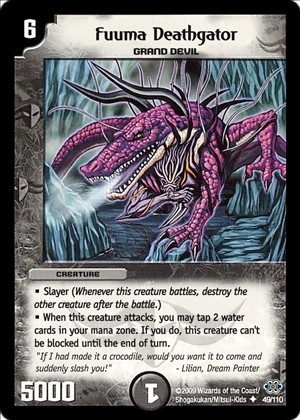 6
Fuuma Deathgator
GRAND DEVIL
CREATURE
▪ Slayer (Whenever this creature battles, destroy the
other creature after the battle.)
▪ When this creature attacks, you may tap 2 water
cards in your mana zone. If you do, this creature can't
be blocked until the end of turn.
"If I had made it a crocodile, would you want it to come and
suddenly slash you!" - Lilian, Dream Painter
5000
1
©2009 Wizards of the Coast/
Shogakukan/Mitsui-Kids ♦ 49/110